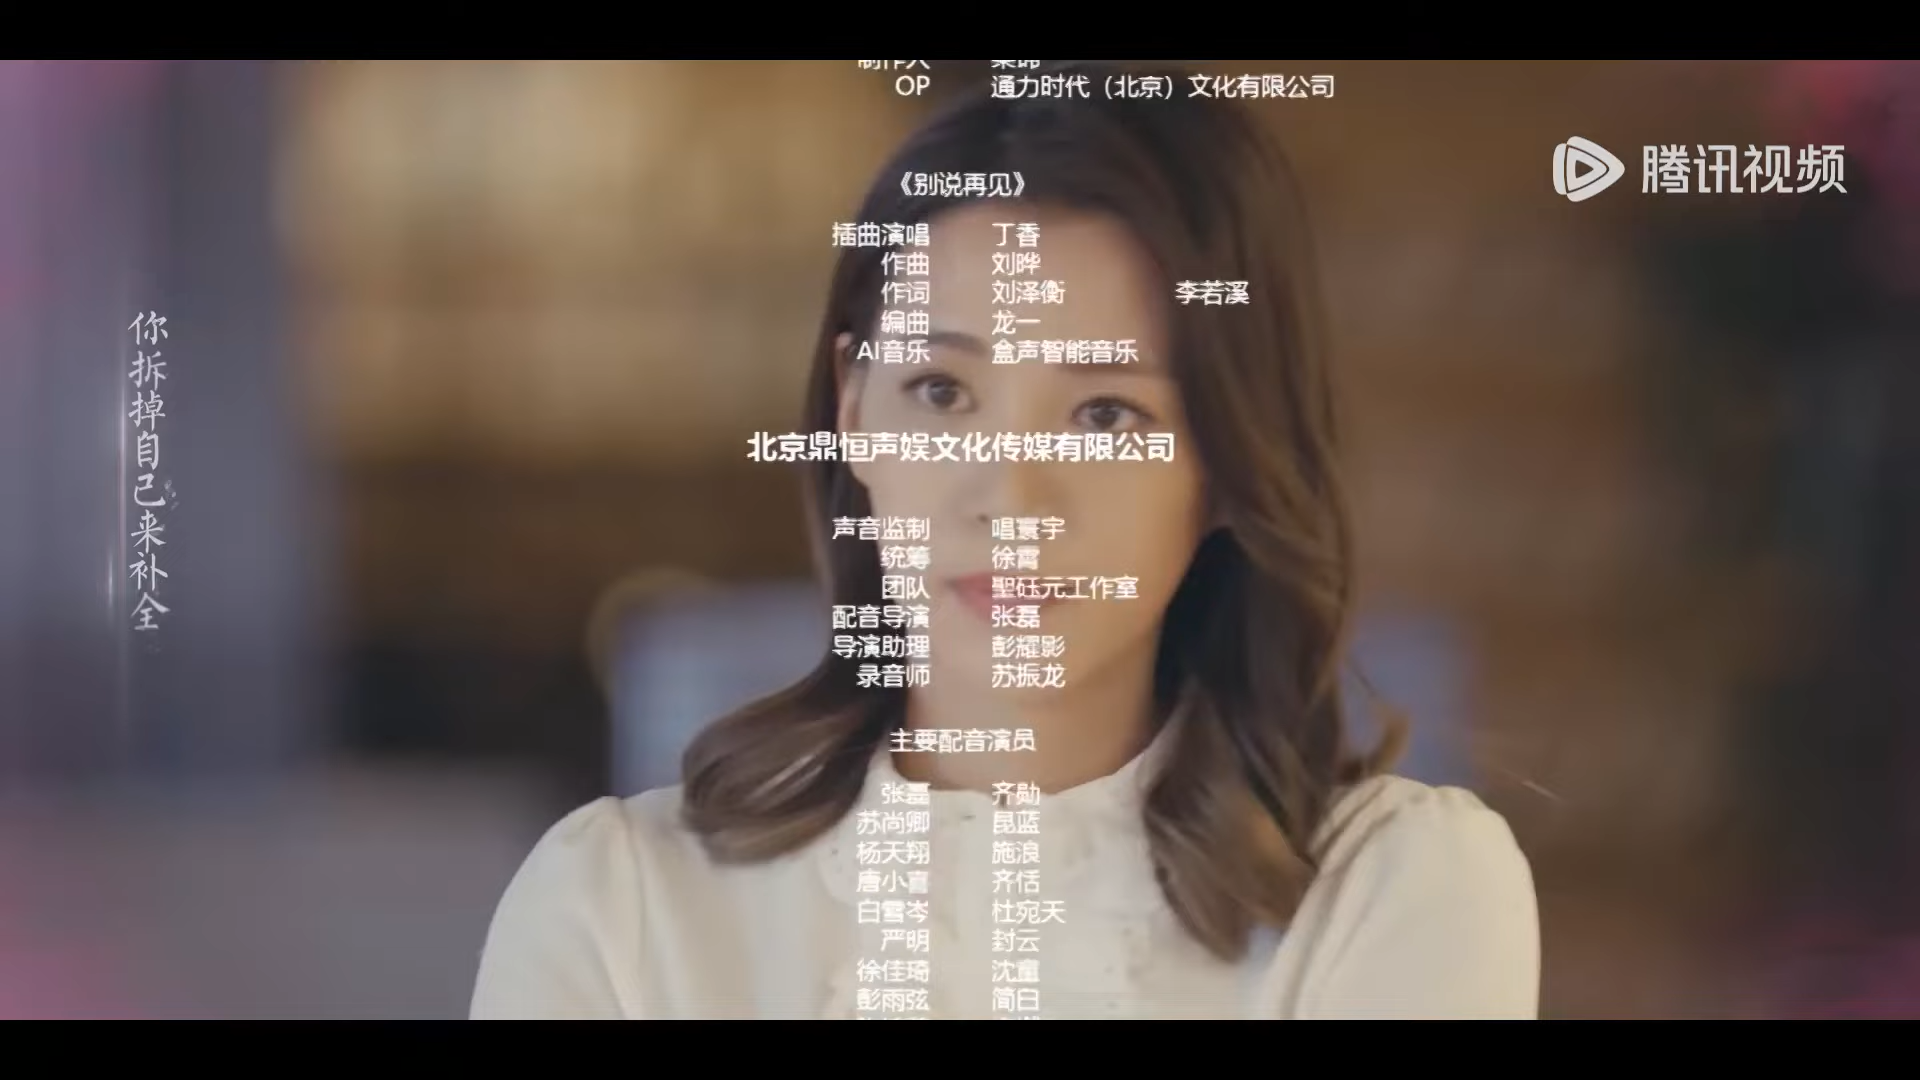 OP 通力时代（北京）文化有限公司
腾讯视频
《别说再见》
插曲演唱 丁香
作曲 刘晔
作词 刘泽衡 李若溪
编曲 龙一
AI音乐 盒声智能音乐
北京鼎恒声娱文化传媒有限公司
声音监制 唱寰宇
统筹 徐霄
团队 聖砡元工作室
配音导演 张磊
导演助理 彭耀影
录音师 苏振龙
主要配音演员
张磊 齐勋
苏尚卿 昆蓝
杨天翔 施浪
唐小喜 齐恬
白雪岑 杜宛天
严明 封云
徐佳琦 沈童
彭雨弦 简白
你拆掉自己来补全